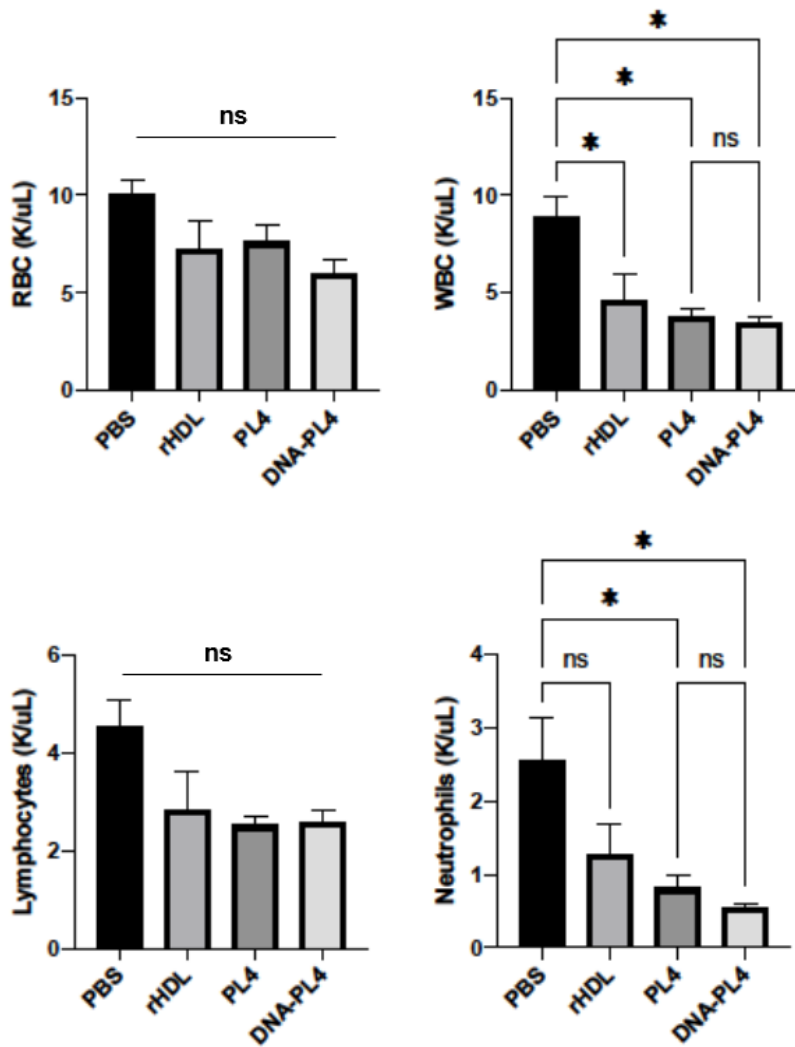 ns
15
10
5
0
RBC (K/uL)
PBS
rHDL
PL4
DNA-PL4
*
*
*
ns
15
10
5
0
WBC (K/uL)
PBS
rHDL
PL4
DNA-PL4
ns
6
4
2
0
Lymphocytes (K/uL)
PBS
rHDL
PL4
DNA-PL4
*
*
ns
ns
4
3
2
1
0
Neutrophils (K/uL)
PBS
rHDL
PL4
DNA-PL4